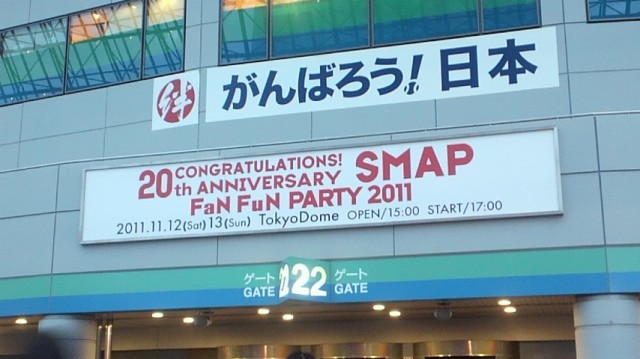 絆 がんばろう!日本
CONGRATULATIONS!
20th ANNIVERSARY SMAP
FaN FuN PARTY 2011
2011.11.12(Sat)13(Sun) TokyoDome OPEN/15:00 START/17:00
ゲート 22 ゲート
GATE GATE